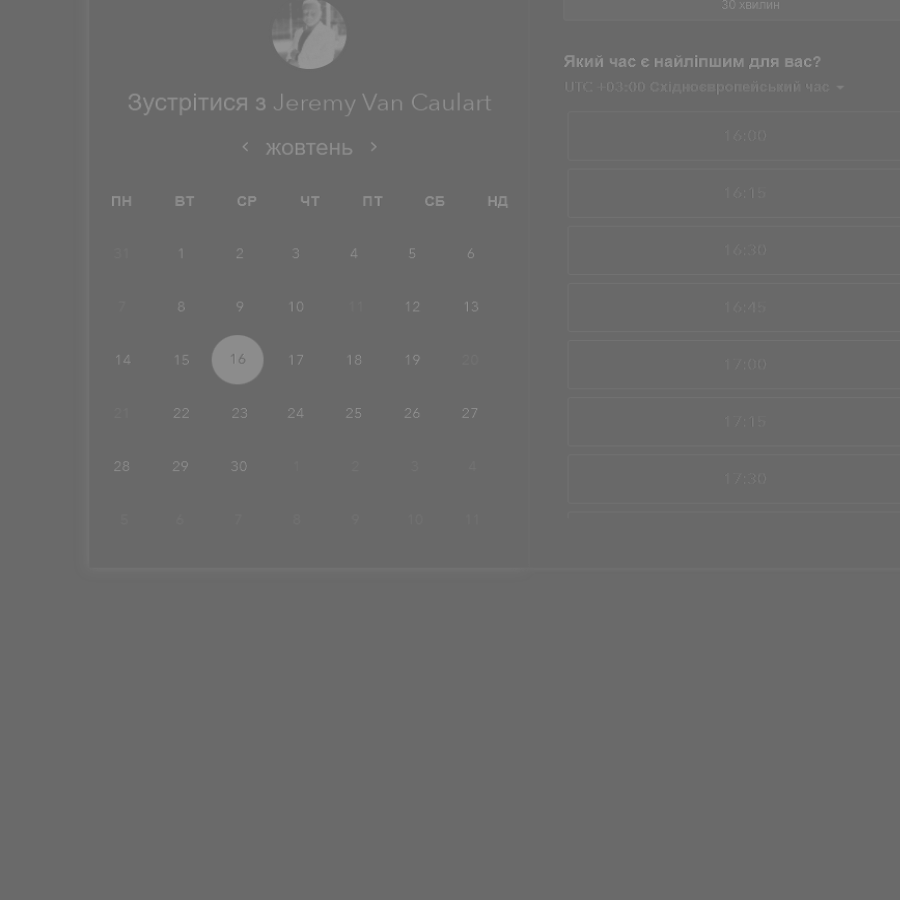 Зустрітися з Jeremy Van Caulart
жовтень
ПН ВТ СР ЧТ ПТ СБ НД
31 1 2 3 4 5 6
7 8 9 10 11 12 13
14 15 16 17 18 19 20
21 22 23 24 25 26 27
28 29 30 1 2 3 4
5 6 7 8 9 10 11
30 хвилин
Який час є найліпшим для вас?
UTC +03:00 Східноєвропейський час
16:00
16:15
16:30
16:45
17:00
17:15
17:30